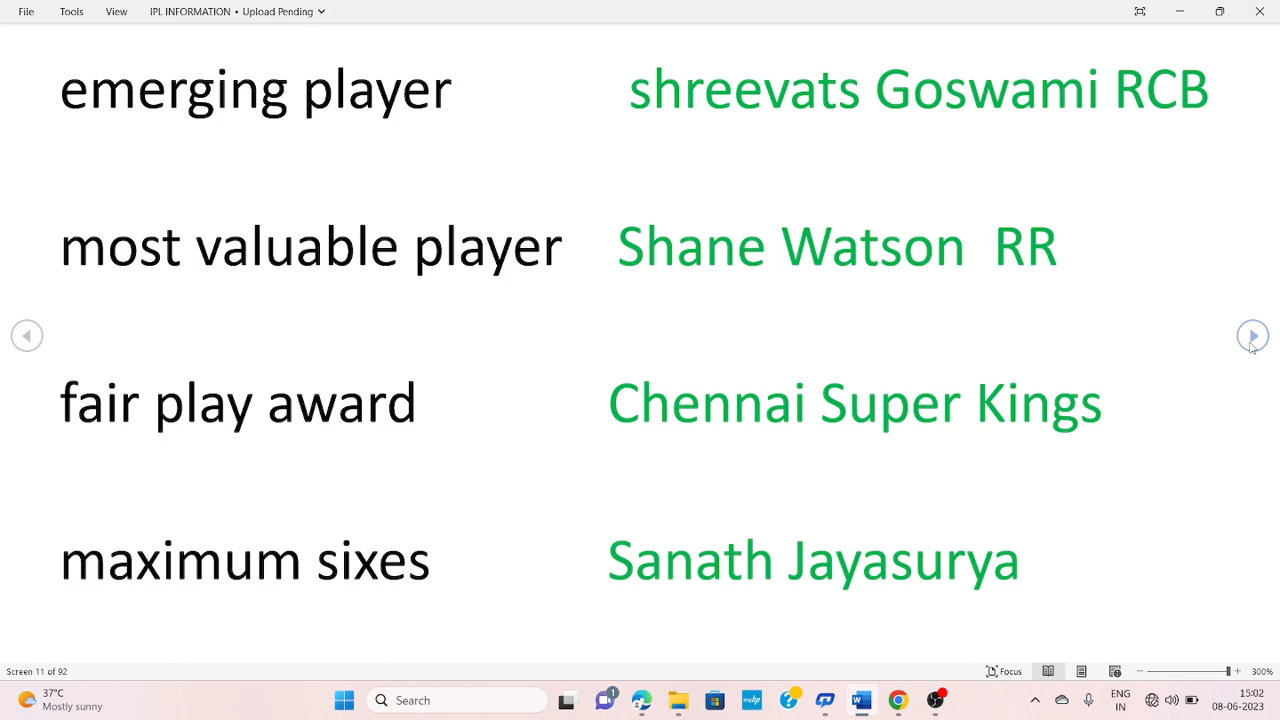 File Tools View IPL INFORMATION • Upload Pending
emerging player shreevats Goswami RCB
most valuable player Shane Watson RR
fair play award Chennai Super Kings
maximum sixes Sanath Jayasurya
Screen 11 of 92 Focus 300%
37°C
Mostly sunny
Search
1
myhp
ENG
IN
15:02
08-06-2023